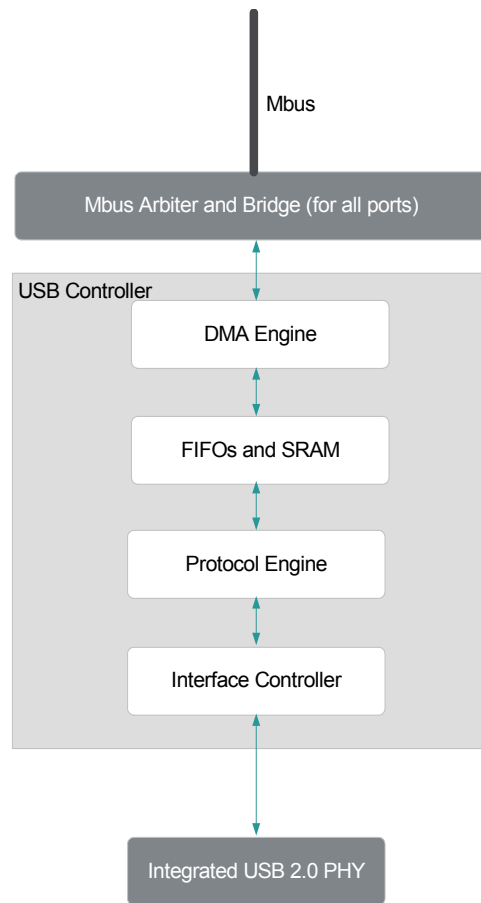 Mbus
Mbus Arbiter and Bridge (for all ports)
USB Controller
DMA Engine
FIFOs and SRAM
Protocol Engine
Interface Controller
Integrated USB 2.0 PHY